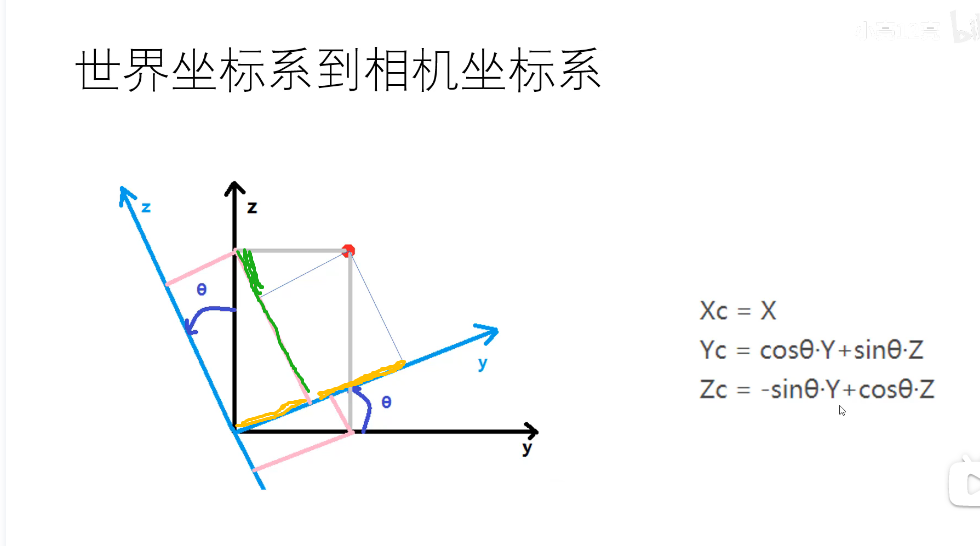 世界坐标系到相机坐标系
z
z
θ
y
θ
y
Xc = X
Yc = cosθ·Y+sinθ·Z
Zc = -sinθ·Y+cosθ·Z